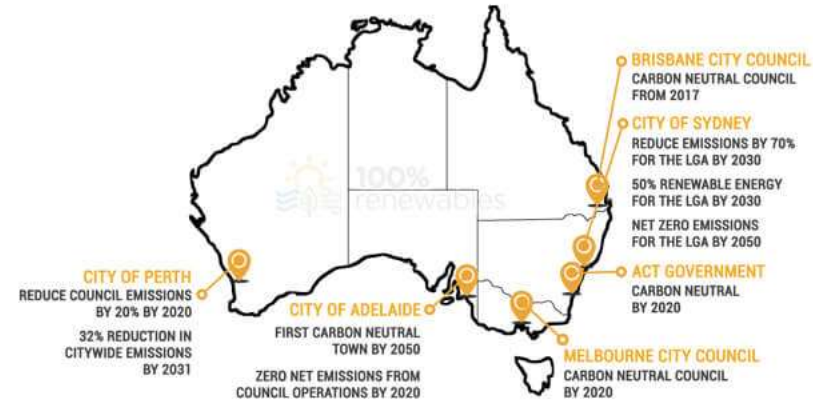 BRISBANE CITY COUNCIL
CARBON NEUTRAL COUNCIL
FROM 2017
CITY OF SYDNEY
REDUCE EMISSIONS BY 70%
FOR THE LGA BY 2030
50% RENEWABLE ENERGY
FOR THE LGA BY 2030
NET ZERO EMISSIONS
FOR THE LGA BY 2050
100%
renewables
ACT GOVERNMENT
CARBON NEUTRAL
BY 2020
CITY OF PERTH
REDUCE COUNCIL EMISSIONS
BY 20% BY 2020
32% REDUCTION IN
CITYWIDE EMISSIONS
BY 2031
CITY OF ADELAIDE
FIRST CARBON NEUTRAL
TOWN BY 2050
ZERO NET EMISSIONS FROM
COUNCIL OPERATIONS BY 2020
MELBOURNE CITY COUNCIL
CARBON NEUTRAL COUNCIL
BY 2020